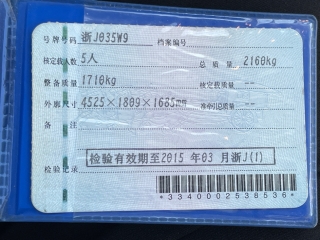 号牌号码 浙J035W9 档案编号
核定载人数 5人 总质量 2160kg
整备质量 1710kg 核定载质量 --
外廓尺寸 4525×1809×1685mm 准牵引总质量 --
备注
检验记录 检验有效期至2015年03月浙J(1)
*3340002538536*